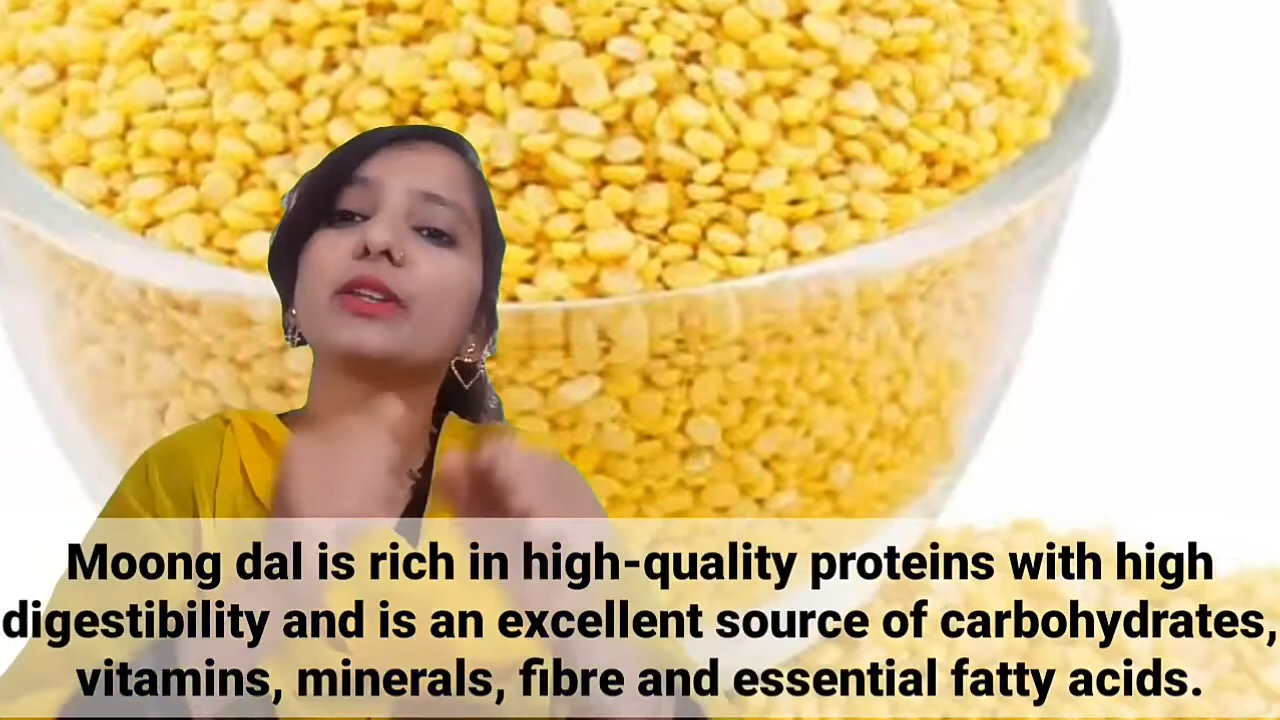 Moong dal is rich in high-quality proteins with high
digestibility and is an excellent source of carbohydrates,
vitamins, minerals, fibre and essential fatty acids.